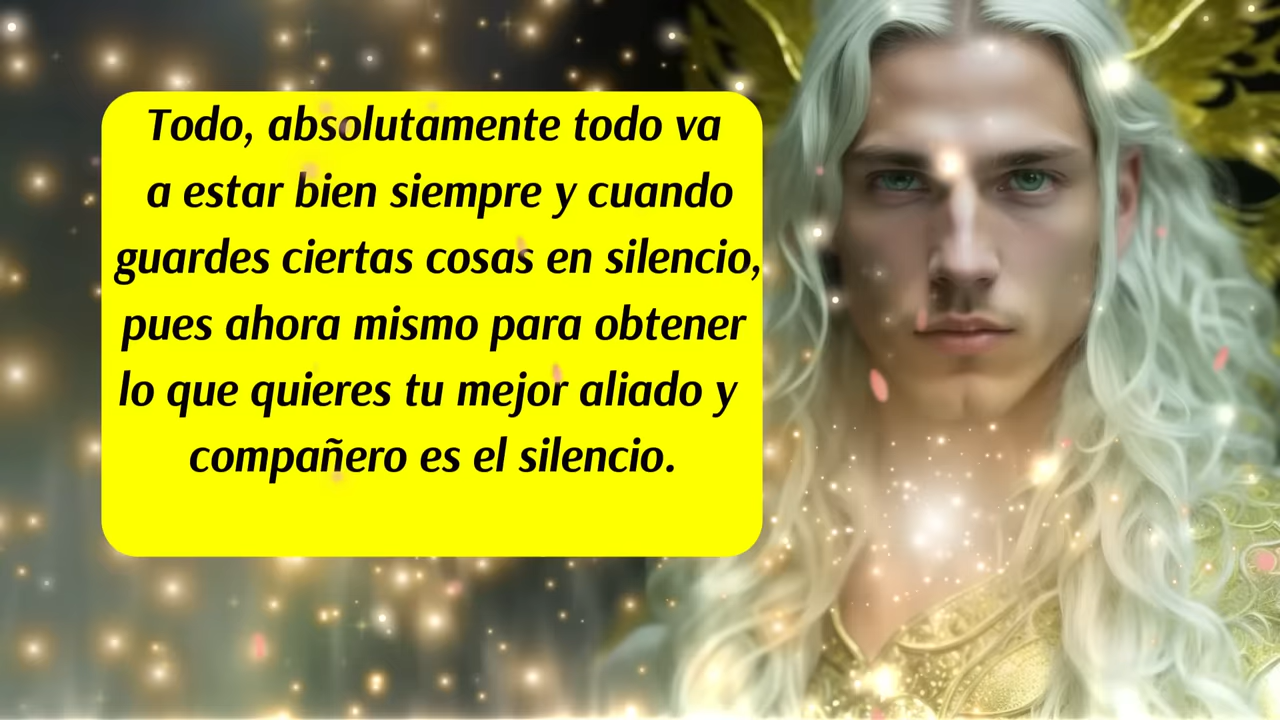 Todo, absolutamente todo va
a estar bien siempre y cuando
guardes ciertas cosas en silencio,
pues ahora mismo para obtener
lo que quieres tu mejor aliado y
compañero es el silencio.